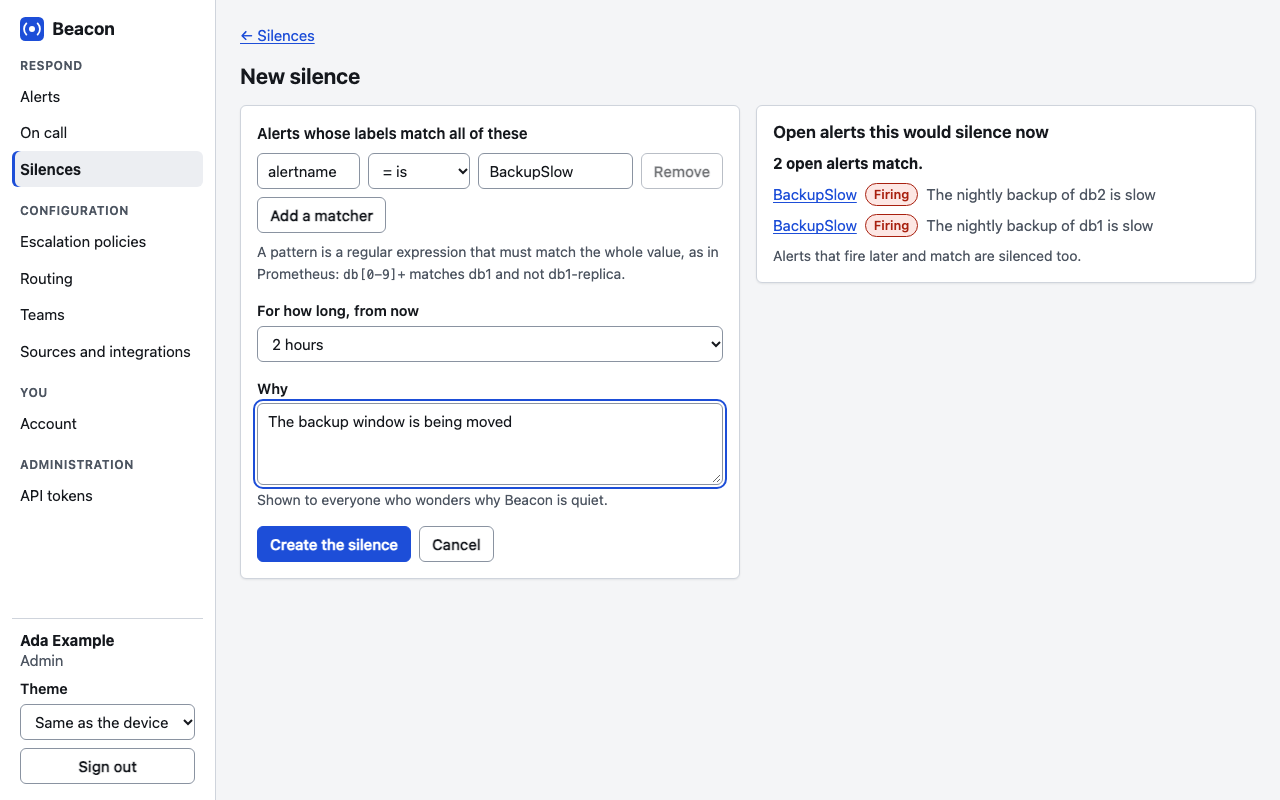 Beacon
RESPOND
Alerts
On call
Silences
CONFIGURATION
Escalation policies
Routing
Teams
Sources and integrations
YOU
Account
ADMINISTRATION
API tokens
Ada Example
Admin
Theme
Same as the device
Sign out
← Silences
New silence
Alerts whose labels match all of these
alertname = is BackupSlow Remove
Add a matcher
A pattern is a regular expression that must match the whole value, as in
Prometheus: db[0-9]+ matches db1 and not db1-replica.
For how long, from now
2 hours
Why
The backup window is being moved
Shown to everyone who wonders why Beacon is quiet.
Create the silence Cancel
Open alerts this would silence now
2 open alerts match.
BackupSlow Firing The nightly backup of db2 is slow
BackupSlow Firing The nightly backup of db1 is slow
Alerts that fire later and match are silenced too.